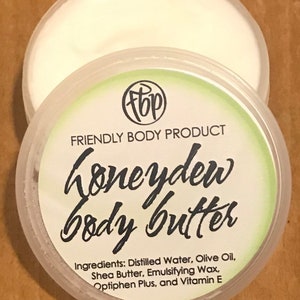 fbp
FRIENDLY BODY PRODUCT
honeydew
body butter
Ingredients: Distilled Water, Olive Oil,
Shea Butter, Emulsifying Wax,
Optiphen Plus, and Vitamin E